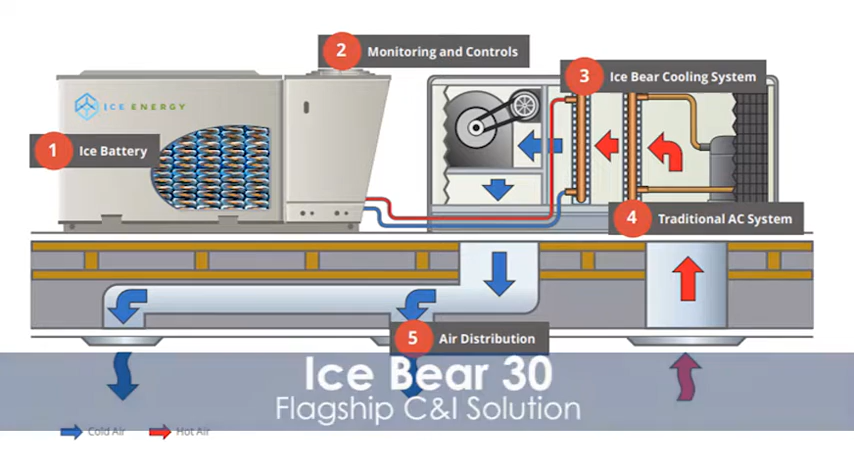 2 Monitoring and Controls
3 Ice Bear Cooling System
ICE ENERGY
1 Ice Battery
4 Traditional AC System
5 Air Distribution
Ice Bear 30
Flagship C&I Solution
Cold Air Hot Air